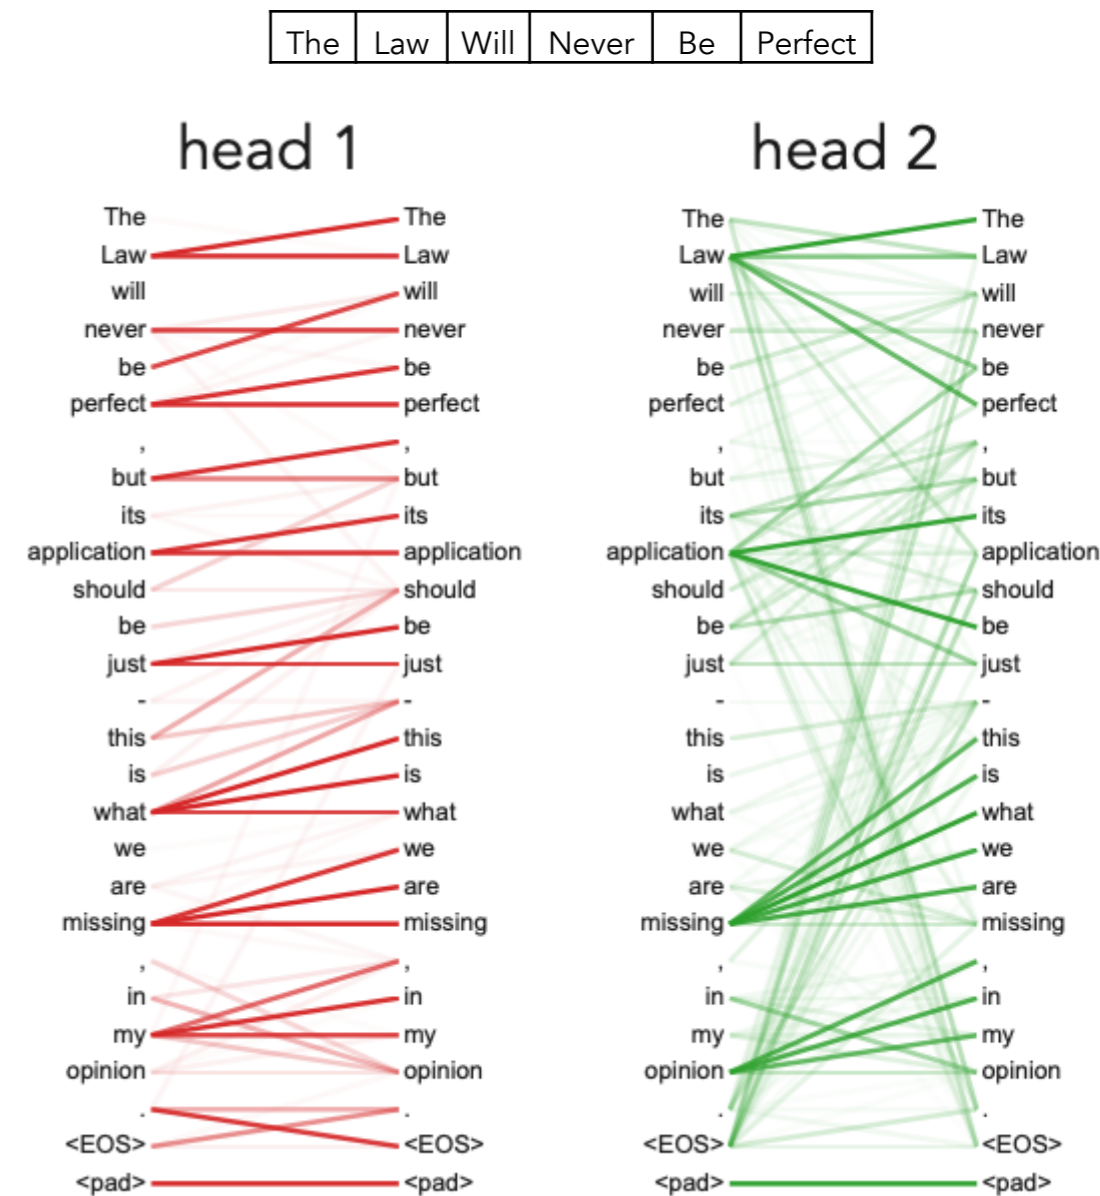 The Law Will Never Be Perfect
head 1 head 2
The The The The
Law Law Law Law
will will will will
never never never never
be be be be
perfect perfect perfect perfect
, , , ,
but but but but
its its its its
application application application application
should should should should
be be be be
just just just just
- - - -
this this this this
is is is is
what what what what
we we we we
are are are are
missing missing missing missing
, , , ,
in in in in
my my my my
opinion opinion opinion opinion
. . . .
<EOS> <EOS> <EOS> <EOS>
<pad> <pad> <pad> <pad>